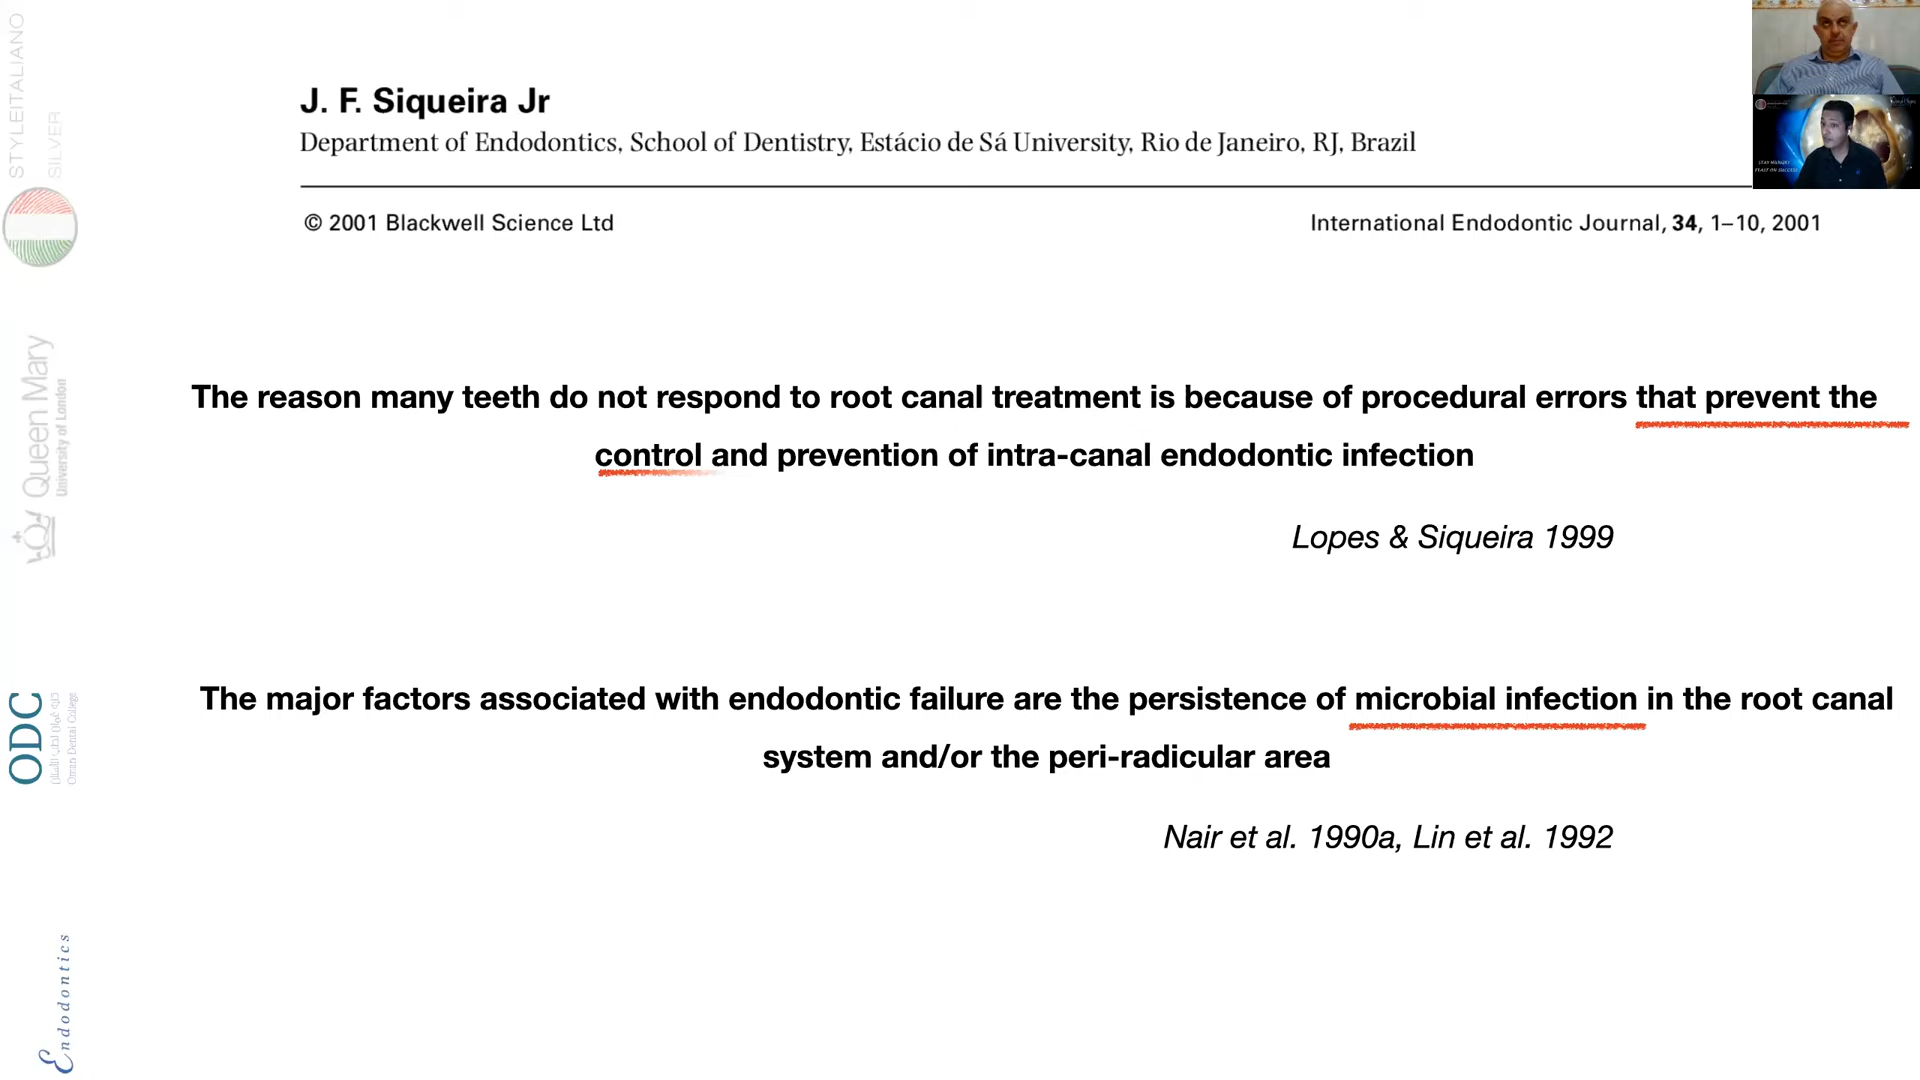 J. F. Siqueira Jr
Department of Endodontics, School of Dentistry, Estácio de Sá University, Rio de Janeiro, RJ, Brazil
© 2001 Blackwell Science Ltd
International Endodontic Journal, 34, 1–10, 2001
The reason many teeth do not respond to root canal treatment is because of procedural errors that prevent the
control and prevention of intra-canal endodontic infection
Lopes & Siqueira 1999
The major factors associated with endodontic failure are the persistence of microbial infection in the root canal
system and/or the peri-radicular area
Nair et al. 1990a, Lin et al. 1992
STYLEITALIANO
SILVER
Queen Mary
University of London
ODC
Oman Dental College
Endodontics
STAY HUNGRY
FEAST ON SUCCESS